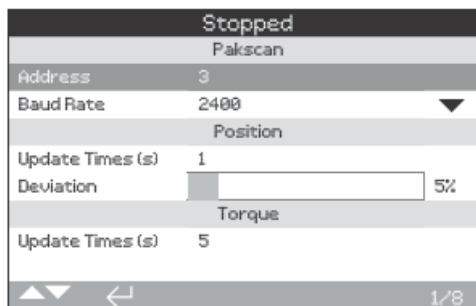 Stopped
Pakscan
Address 3
Baud Rate 2400
Position
Update Times (s) 1
Deviation 5%
Torque
Update Times (s) 5
1/8